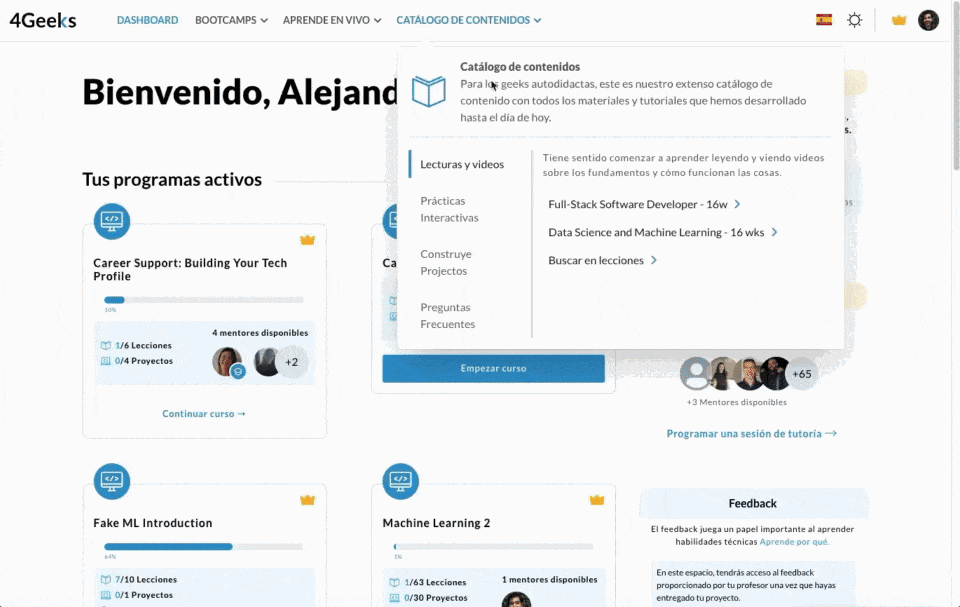 4Geeks
DASHBOARD
BOOTCAMPS
APRENDE EN VIVO
CATÁLOGO DE CONTENIDOS
Catálogo de contenidos
Para los geeks autodidactas, este es nuestro extenso catálogo de
contenido con todos los materiales y tutoriales que hemos desarrollado
hasta el día de hoy.
Lecturas y videos
Prácticas
Interactivas
Construye
Projectos
Preguntas
Frecuentes
Tiene sentido comenzar a aprender leyendo y viendo videos
sobre los fundamentos y cómo funcionan las cosas.
Full-Stack Software Developer - 16w
Data Science and Machine Learning - 16 wks
Buscar en lecciones
Bienvenido, Alejand
Tus programas activos
Career Support: Building Your Tech
Profile
10%
1/6 Lecciones
0/4 Proyectos
4 mentores disponibles
+2
Continuar curso →
Ca
Empezar curso
+65
+3 Mentores disponibles
Programar una sesión de tutoría →
Fake ML Introduction
64%
7/10 Lecciones
0/1 Proyectos
Machine Learning 2
1%
1/63 Lecciones
0/30 Proyectos
1 mentores disponibles
Feedback
El feedback juega un papel importante al aprender
habilidades técnicas Aprende por qué.
En este espacio, tendrás acceso al feedback
proporcionado por tu profesor una vez que hayas
entregado tu proyecto.